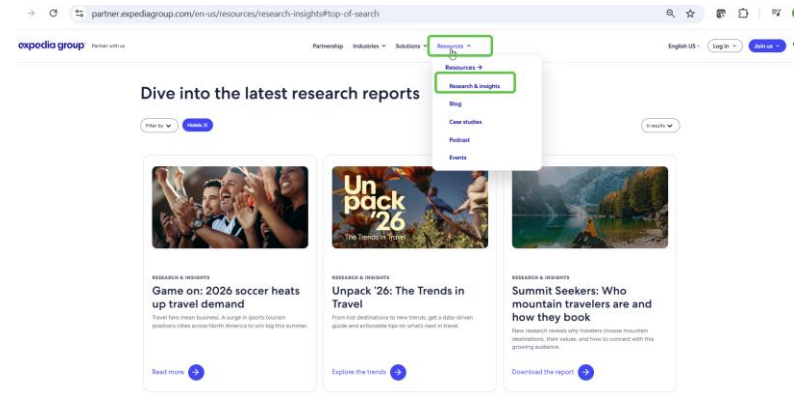 partner.expediagroup.com/en-us/resources/research-insights#top-of-search
expedia group Partner with us
Partnership Industries Solutions Resources
English US Log in Join us
Resources →
Research & insights
Blog
Case studies
Podcast
Events
Dive into the latest research reports
Filter by Hotels X
6 results
Un
pack
'26
The Trends in Travel
RESEARCH & INSIGHTS
Game on: 2026 soccer heats
up travel demand
Travel fans mean business. A surge in sports tourism
positions cities across North America to win big this summer.
Read more
RESEARCH & INSIGHTS
Unpack '26: The Trends in
Travel
From hot destinations to new trends, get a data-driven
guide and actionable tips on what's next in travel.
Explore the trends
RESEARCH & INSIGHTS
Summit Seekers: Who
mountain travelers are and
how they book
New research reveals why travelers choose mountain
destinations, their values, and how to connect with this
growing audience.
Download the report